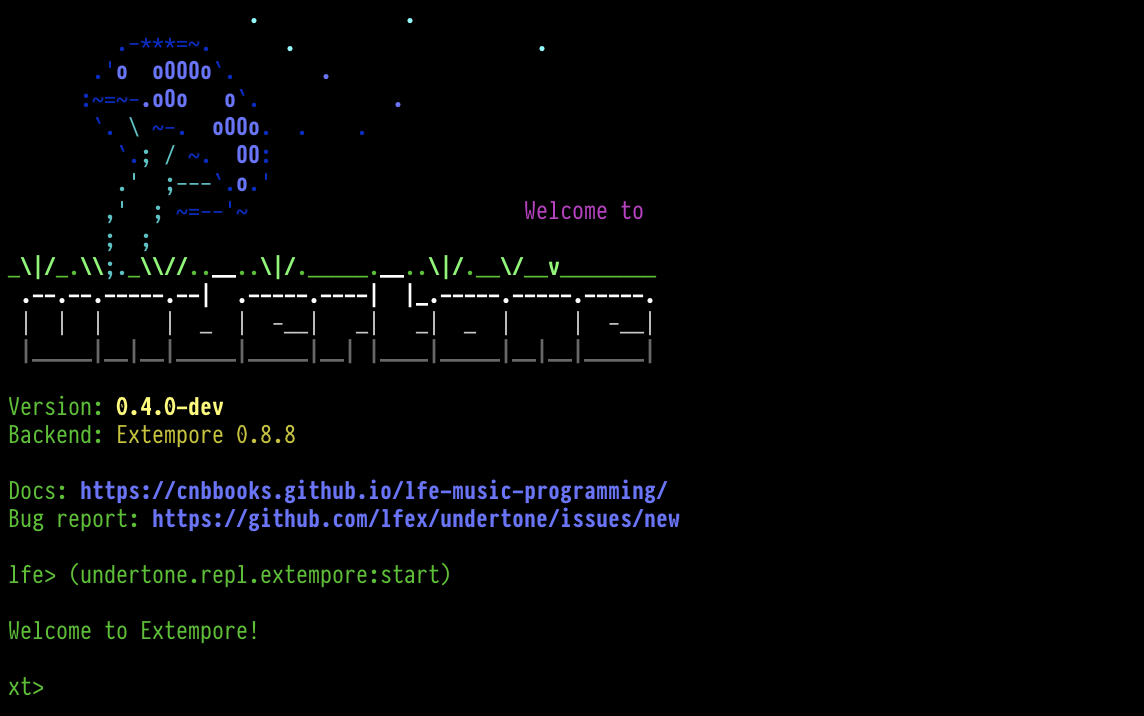 Welcome to
undertone
Version: 0.4.0-dev
Backend: Extempore 0.8.8
Docs: https://cnbbooks.github.io/lfe-music-programming/
Bug report: https://github.com/lfex/undertone/issues/new
lfe> (undertone.repl.extempore:start)
Welcome to Extempore!
xt>